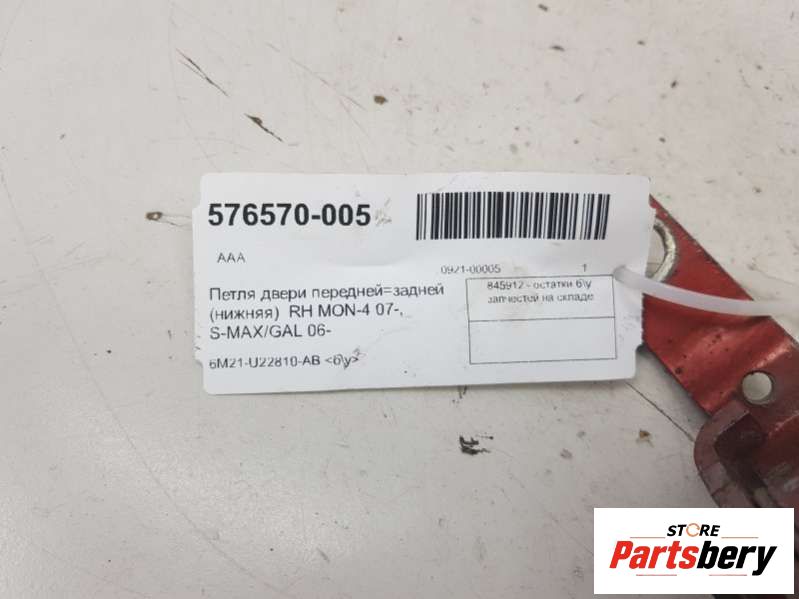 576570-005
AAA
0921-00005 1
Петля двери передней=задней
(нижняя) RH MON-4 07-,
S-MAX/GAL 06-
845912 - остатки б\у
запчестей на складе
6M21-U22810-AB <б\у>
STORE
Partsbery